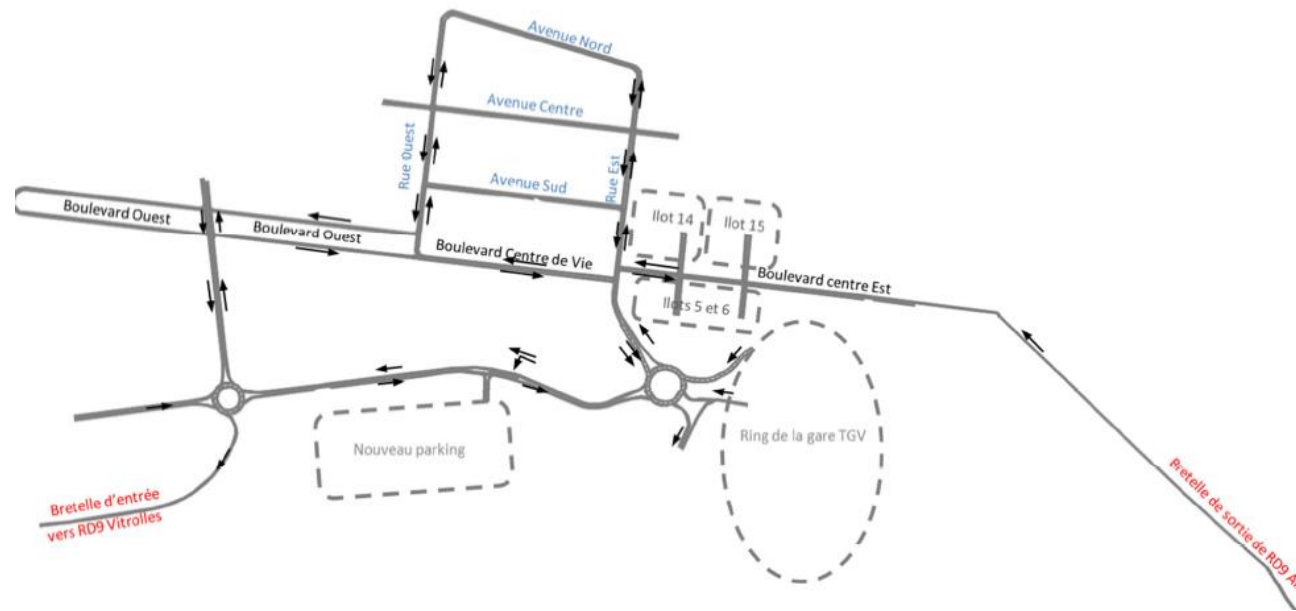 Avenue Nord
Avenue Centre
Rue Ouest
Rue Est
Avenue Sud
Boulevard Ouest
Boulevard Ouest
Boulevard Centre de Vie
Ilot 14
Ilot 15
Boulevard centre Est
Ilots 5 et 6
Nouveau parking
Ring de la gare TGV
Bretelle d'entrée
vers RD9 Vitrolles
Bretelle de sortie de RD9